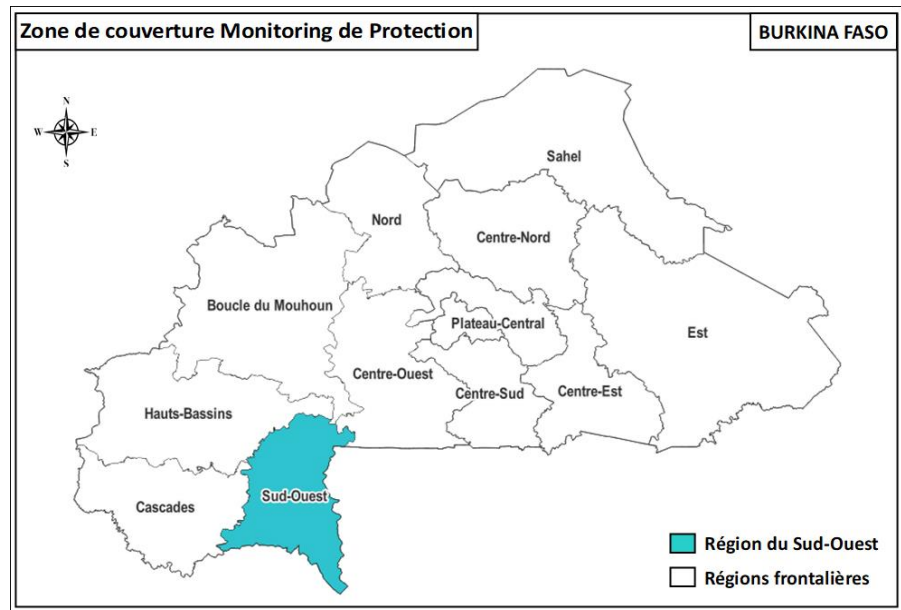 Zone de couverture Monitoring de Protection
BURKINA FASO
N
W
E
S
Sahel
Nord
Centre-Nord
Boucle du Mouhoun
Plateau-Central
Est
Centre-Ouest
Centre-Sud
Centre-Est
Hauts-Bassins
Sud-Ouest
Cascades
Région du Sud-Ouest
Régions frontalières